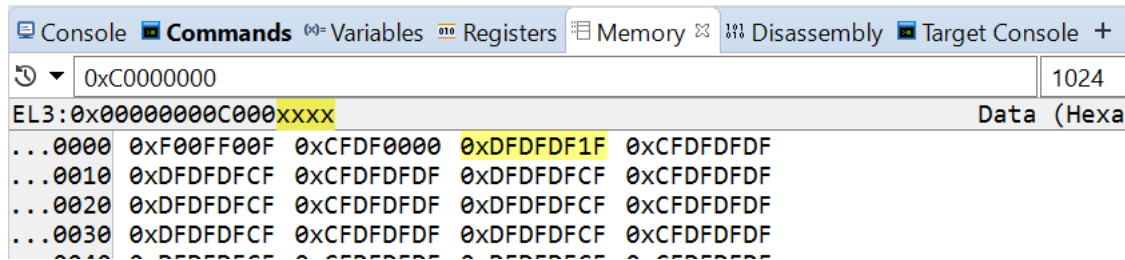 Console Commands (x)= Variables 010 Registers Memory Disassembly Target Console +
0xC0000000 1024
EL3:0x00000000C000xxxx Data (Hexa
...0000 0xF00FF00F 0xCFDF0000 0xDFDFDF1F 0xCFDFDFDF
...0010 0xDFDFDFCF 0xCFDFDFDF 0xDFDFDFCF 0xCFDFDFDF
...0020 0xDFDFDFCF 0xCFDFDFDF 0xDFDFDFCF 0xCFDFDFDF
...0030 0xDFDFDFCF 0xCFDFDFDF 0xDFDFDFCF 0xCFDFDFDF